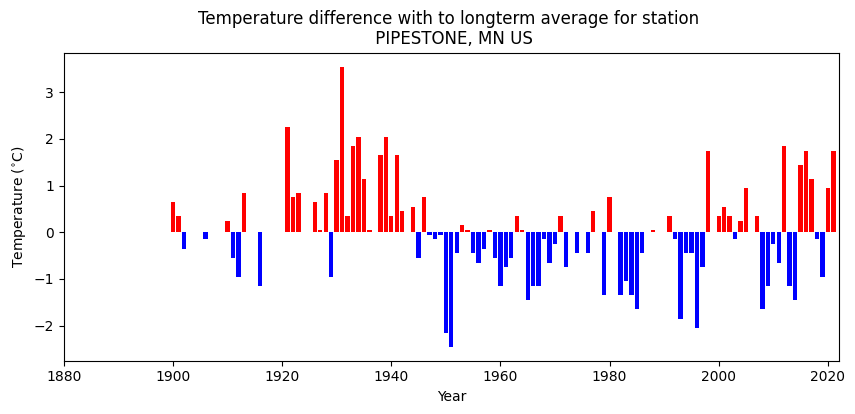 Temperature difference with to longterm average for station
PIPESTONE, MN US
Temperature (°C)
3
2
1
0
−1
−2
1880 1900 1920 1940 1960 1980 2000 2020
Year